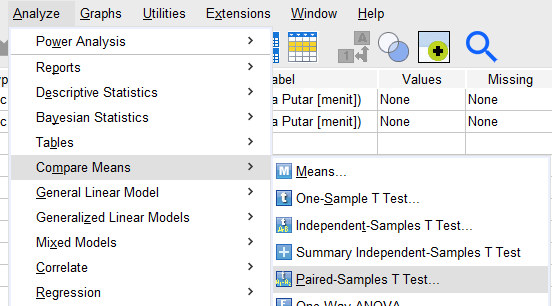 Analyze Graphs Utilities Extensions Window Help
Power Analysis
Reports
Descriptive Statistics
Bayesian Statistics
Tables
Compare Means
General Linear Model
Generalized Linear Models
Mixed Models
Correlate
Regression
abel Values Missing
a Putar [menit]) None None
a Putar [menit]) None None
Means...
One-Sample T Test...
Independent-Samples T Test...
Summary Independent-Samples T Test
Paired-Samples T Test...
One-Way ANOVA